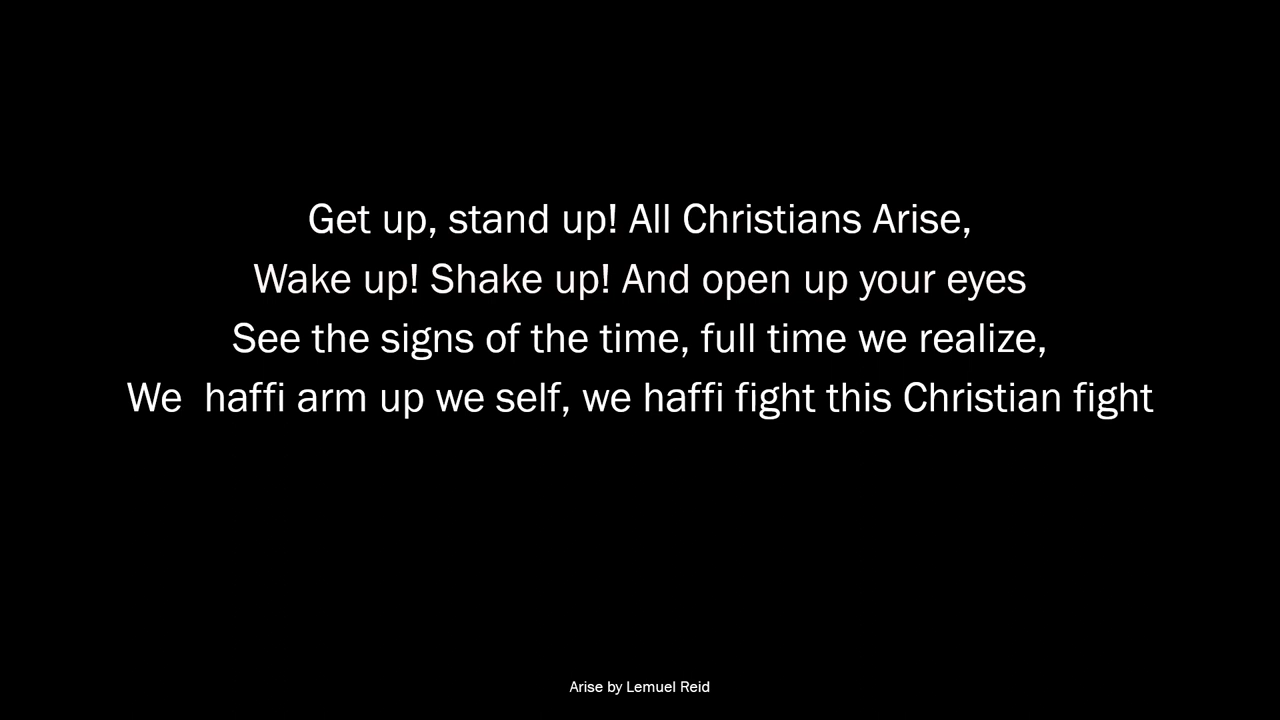 Get up, stand up! All Christians Arise,
Wake up! Shake up! And open up your eyes
See the signs of the time, full time we realize,
We  haffi arm up we self, we haffi fight this Christian fight
Arise by Lemuel Reid